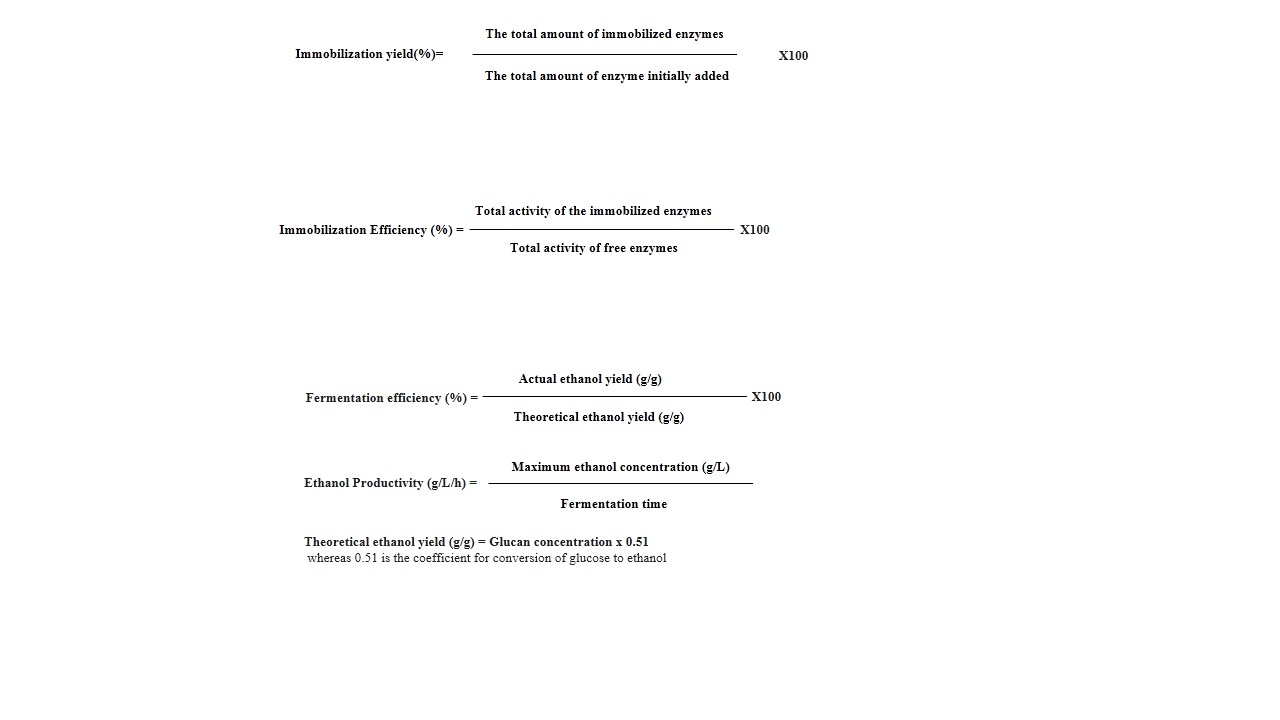 The total amount of immobilized enzymes
Immobilization yield(%)= X100
The total amount of enzyme initially added
Total activity of the immobilized enzymes
Immobilization Efficiency (%) = X100
Total activity of free enzymes
Actual ethanol yield (g/g)
Fermentation efficiency (%) = X100
Theoretical ethanol yield (g/g)
Maximum ethanol concentration (g/L)
Ethanol Productivity (g/L/h) =
Fermentation time
Theoretical ethanol yield (g/g) = Glucan concentration x 0.51
whereas 0.51 is the coefficient for conversion of glucose to ethanol